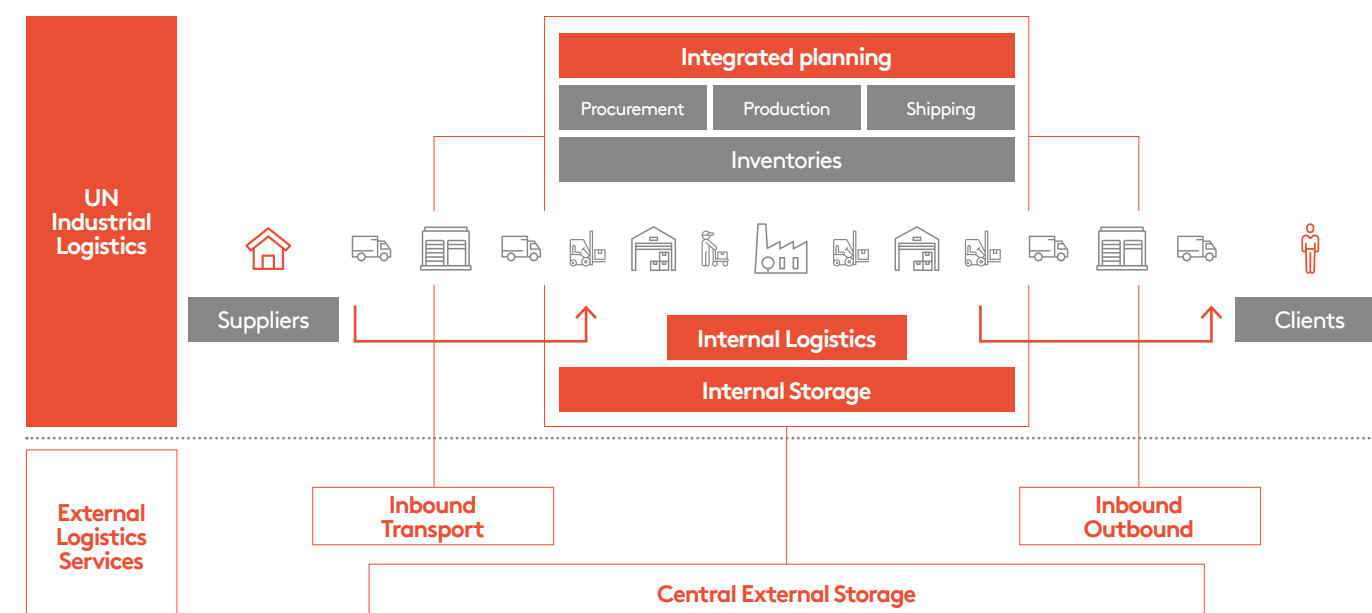 Integrated planning
Procurement
Production
Shipping
Inventories
UN
Industrial
Logistics
Suppliers
Clients
Internal Logistics
Internal Storage
External
Logistics
Services
Inbound
Transport
Inbound
Outbound
Central External Storage